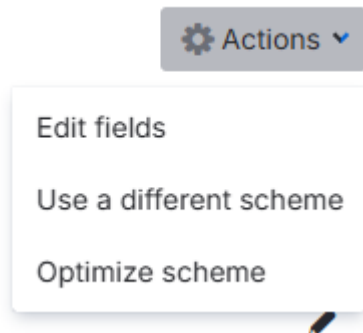 Actions
Edit fields
Use a different scheme
Optimize scheme